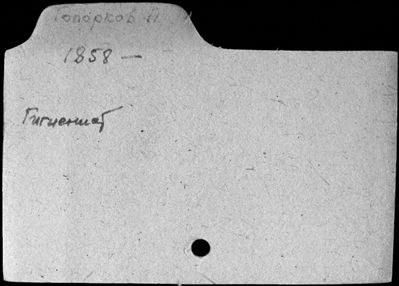 Топорков Н
1858 —
Гигиенист